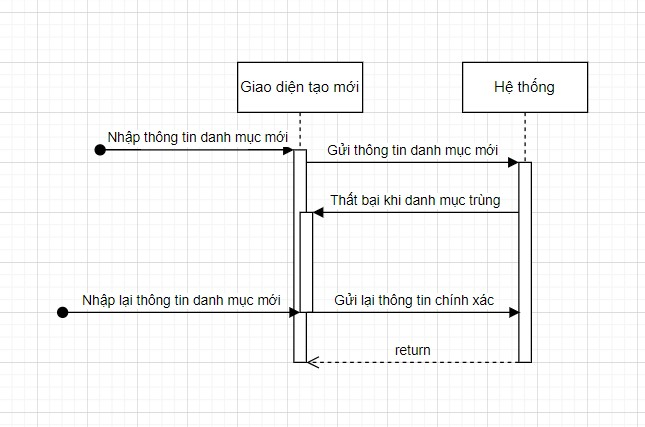 Giao diện tạo mới
Hệ thống
Nhập thông tin danh mục mới
Gửi thông tin danh mục mới
Thất bại khi danh mục trùng
Nhập lại thông tin danh mục mới
Gửi lại thông tin chính xác
return